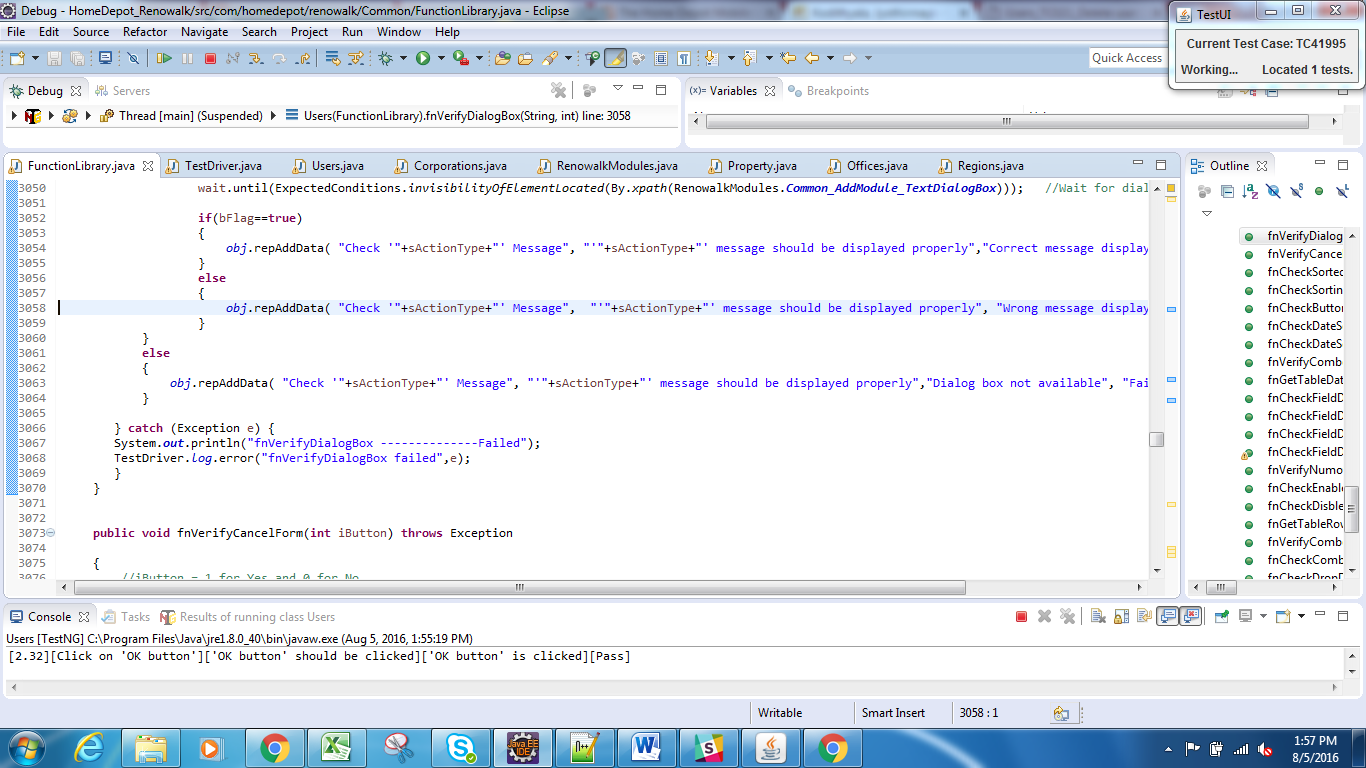 Debug - HomeDepot_Renowalk/src/com/homedepot/renowalk/Common/FunctionLibrary.java - Eclipse
TestUI
Current Test Case: TC41995
Working... Located 1 tests.
File Edit Source Refactor Navigate Search Project Run Window Help
Quick Access
Debug Servers
(x)= Variables Breakpoints
Thread [main] (Suspended) Users(FunctionLibrary).fnVerifyDialogBox(String, int) line: 3058
FunctionLibrary.java TestDriver.java Users.java Corporations.java RenowalkModules.java Property.java Offices.java Regions.java
Outline
3050 wait.until(ExpectedConditions.invisibilityOfElementLocated(By.xpath(RenowalkModules.Common_AddModule_TextDialogBox))); //Wait for dial
3051
3052 if(bFlag==true)
3053 {
3054 obj.repAddData( "Check '"+sActionType+"' Message", "'"+sActionType+"' message should be displayed properly","Correct message display
3055 }
3056 else
3057 {
3058 obj.repAddData( "Check '"+sActionType+"' Message", "'"+sActionType+"' message should be displayed properly", "Wrong message display
3059 }
3060 }
3061 else
3062 {
3063 obj.repAddData( "Check '"+sActionType+"' Message", "'"+sActionType+"' message should be displayed properly","Dialog box not available", "Fai
3064 }
3065
3066 } catch (Exception e) {
3067 System.out.println("fnVerifyDialogBox --------------Failed");
3068 TestDriver.log.error("fnVerifyDialogBox failed",e);
3069 }
3070 }
3071
3072
3073 public void fnVerifyCancelForm(int iButton) throws Exception
3074
3075 {
3076 //iButton = 1 for Yes and 0 for No
fnVerifyDialog
fnVerifyCance
fnCheckSorted
fnCheckSortin
fnCheckButton
fnCheckDateS
fnCheckDateS
fnVerifyComb
fnGetTableDat
fnCheckFieldD
fnCheckFieldD
fnCheckFieldD
fnCheckFieldD
fnVerifyNumo
fnCheckEnable
fnCheckDisble
fnGetTableRow
fnVerifyComb
fnCheckComb
fnCheckDropD
Console Tasks Results of running class Users
Users [TestNG] C:\Program Files\Java\jre1.8.0_40\bin\javaw.exe (Aug 5, 2016, 1:55:19 PM)
[2.32][Click on 'OK button']['OK button' should be clicked]['OK button' is clicked][Pass]
Writable Smart Insert 3058 : 1
Java EE
IDE
1:57 PM
8/5/2016